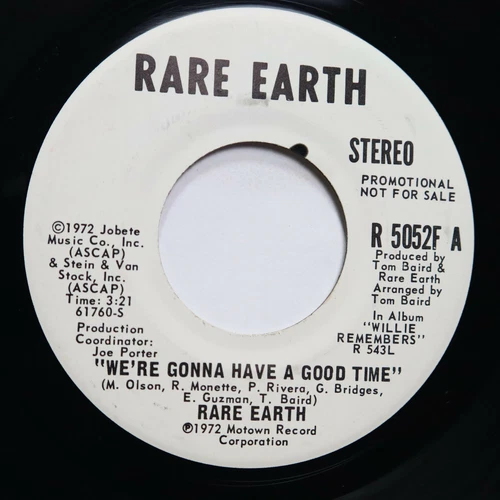 RARE EARTH
STEREO
PROMOTIONAL
NOT FOR SALE
©1972 Jobete
Music Co., Inc.
(ASCAP)
& Stein & Van
Stock, Inc.
(ASCAP)
Time: 3:21
61760-S
Production
Coordinator:
Joe Porter
R 5052F A
Produced by
Tom Baird &
Rare Earth
Arranged by
Tom Baird
In Album
"WILLIE
REMEMBERS"
R 543L
"WE'RE GONNA HAVE A GOOD TIME"
(M. Olson, R. Monette, P. Rivera, G. Bridges,
E. Guzman, T. Baird)
RARE EARTH
℗1972 Motown Record
Corporation